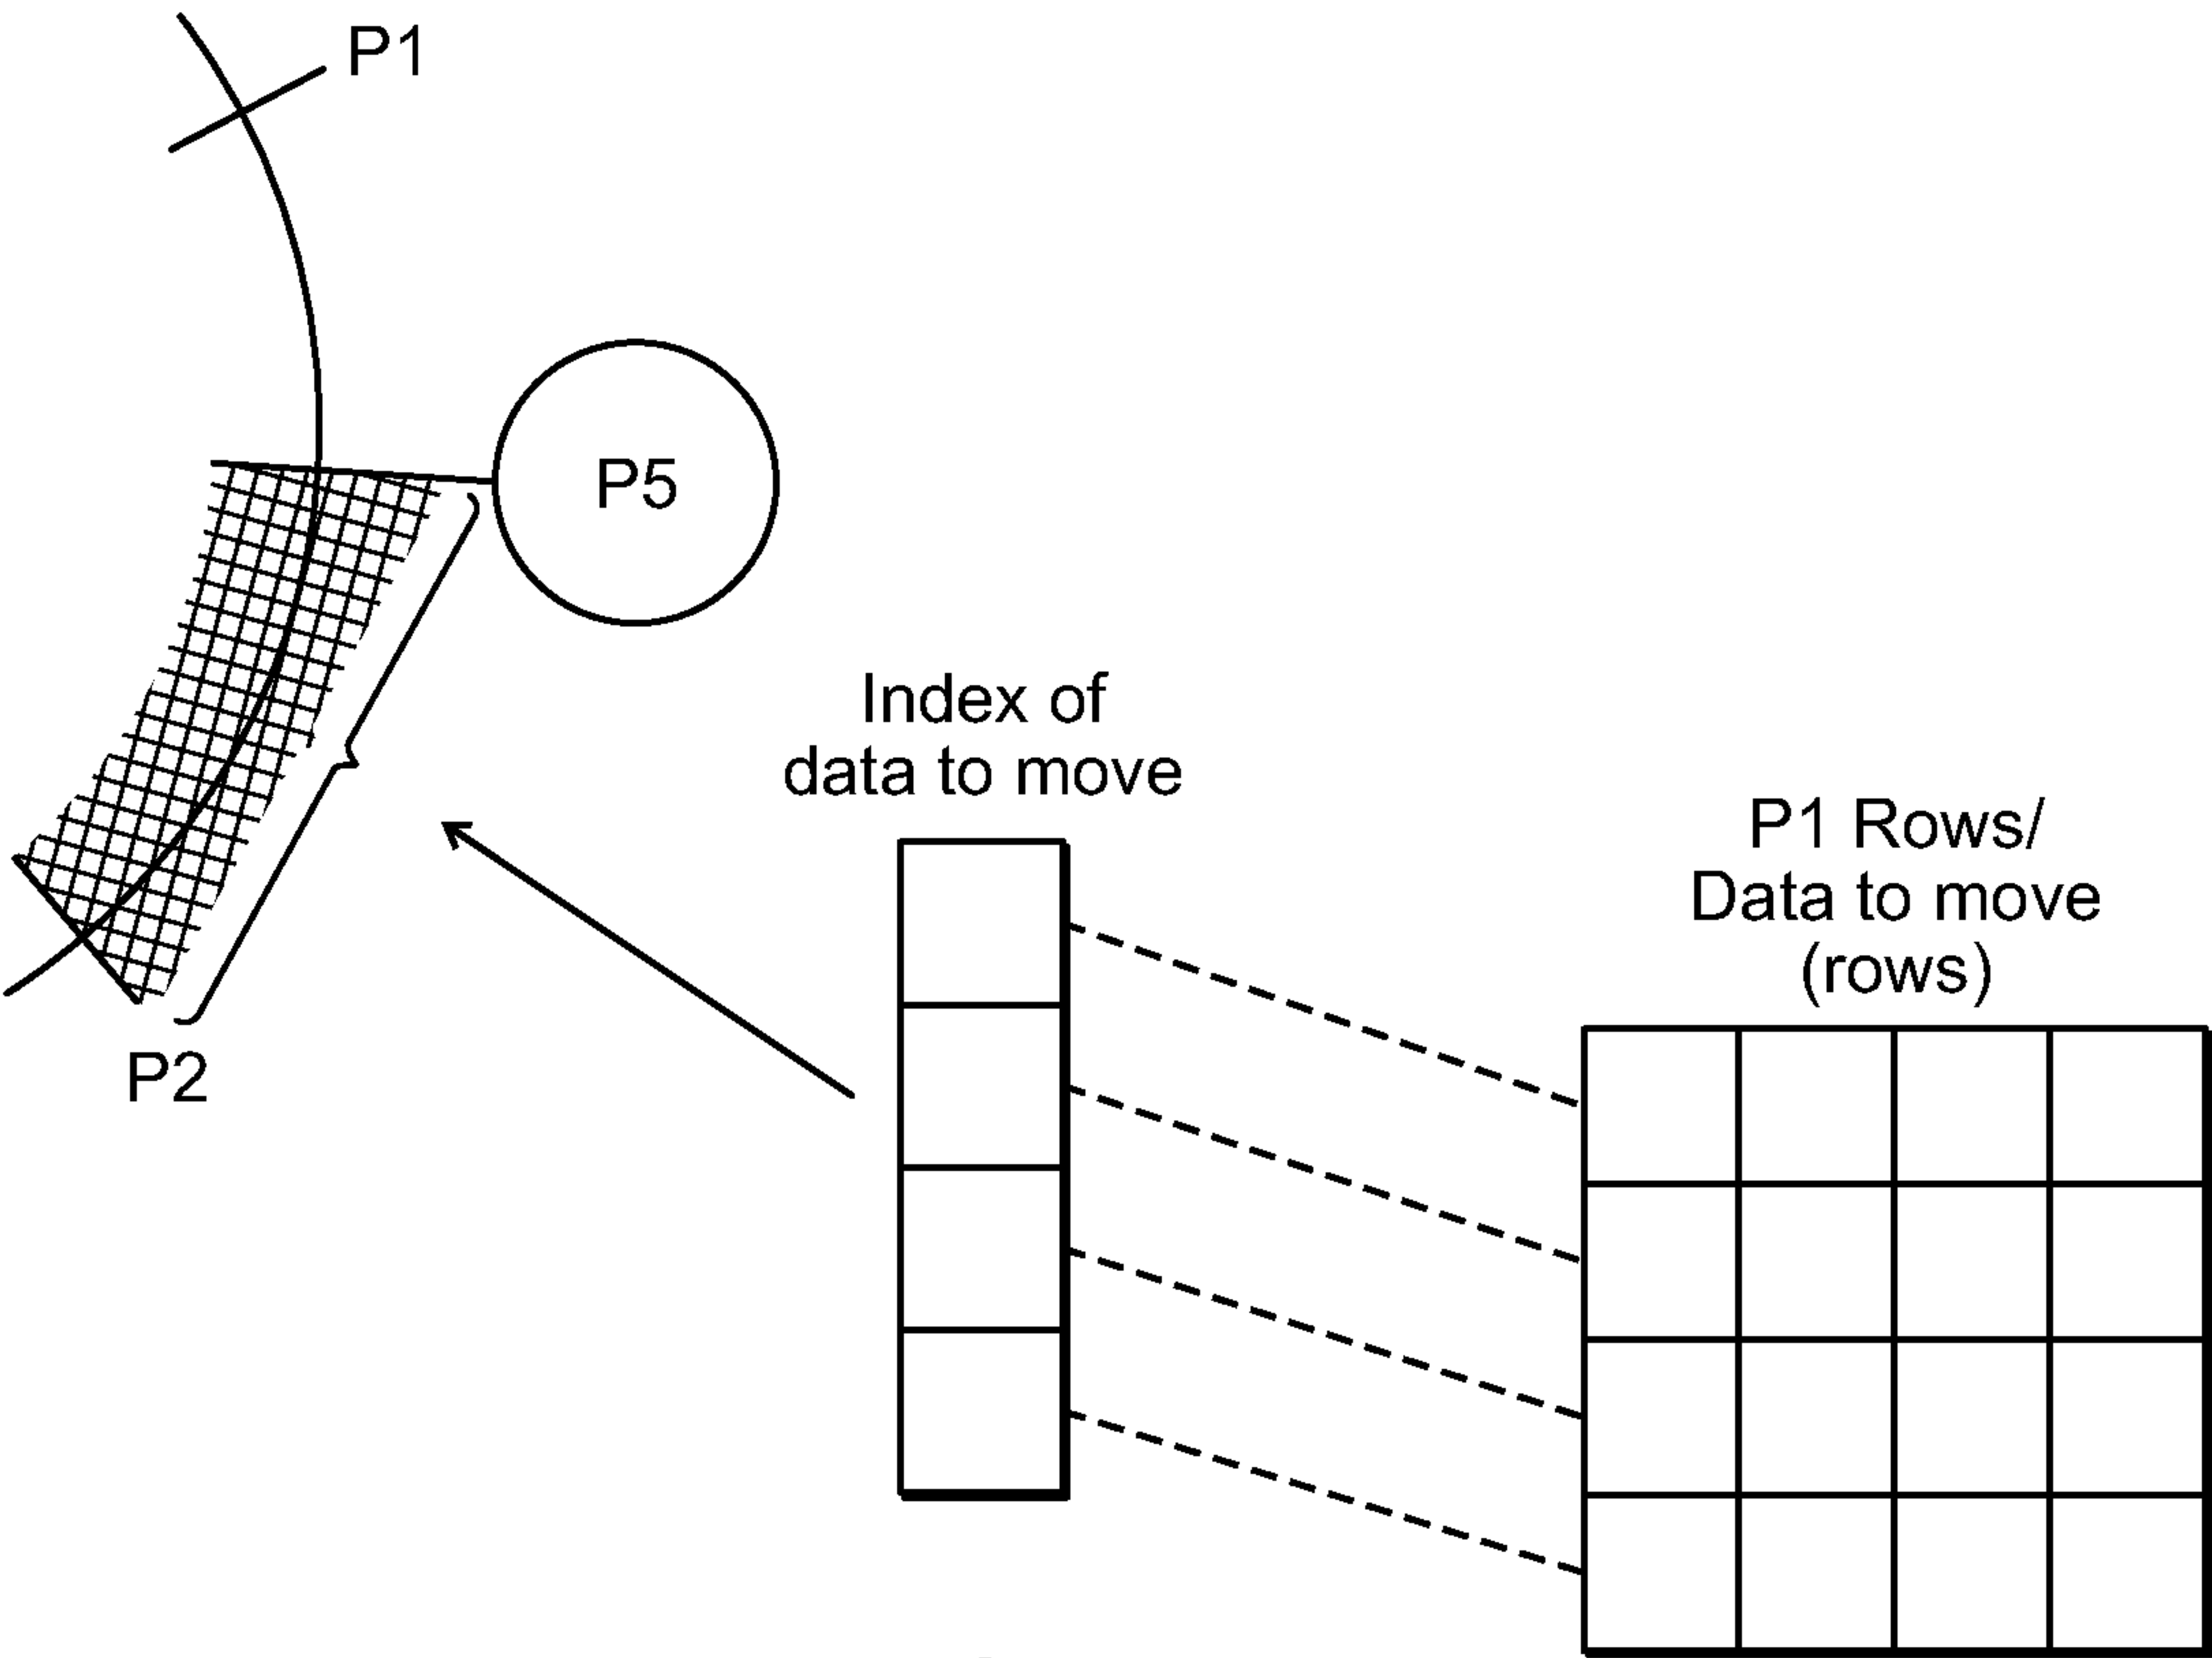 P1
P5
Index of
data to move
P1 Rows/
Data to move
(rows)
P2